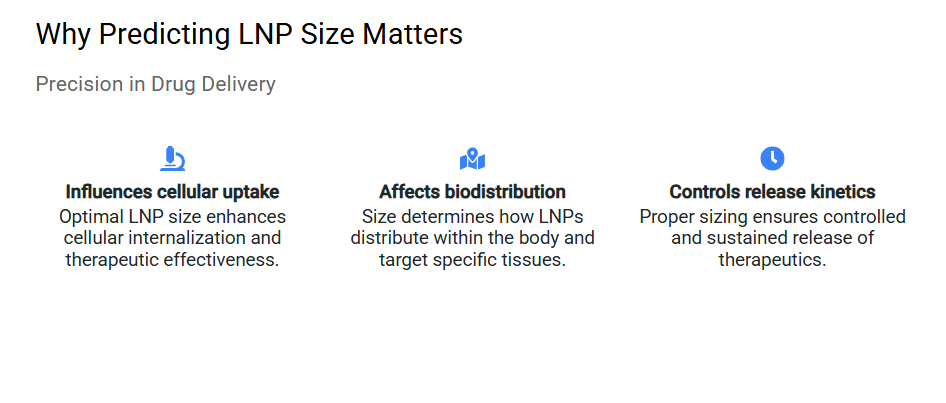 Why Predicting LNP Size Matters
Precision in Drug Delivery
Influences cellular uptake
Optimal LNP size enhances
cellular internalization and
therapeutic effectiveness.
Affects biodistribution
Size determines how LNPs
distribute within the body and
target specific tissues.
Controls release kinetics
Proper sizing ensures controlled
and sustained release of
therapeutics.